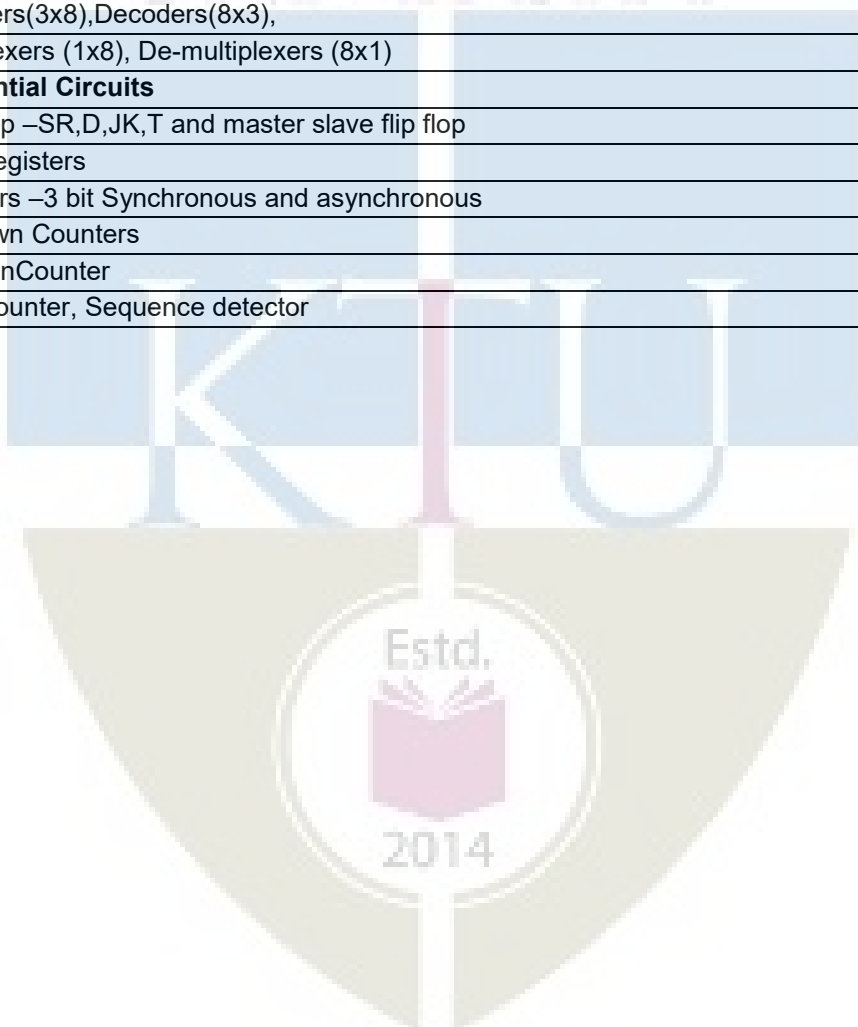 ers(3x8),Decoders(8x3),
exers (1x8), De-multiplexers (8x1)
ntial Circuits
p –SR,D,JK,T and master slave flip flop
egisters
rs –3 bit Synchronous and asynchronous
wn Counters
nCounter
ounter, Sequence detector
KTU
Estd.
2014